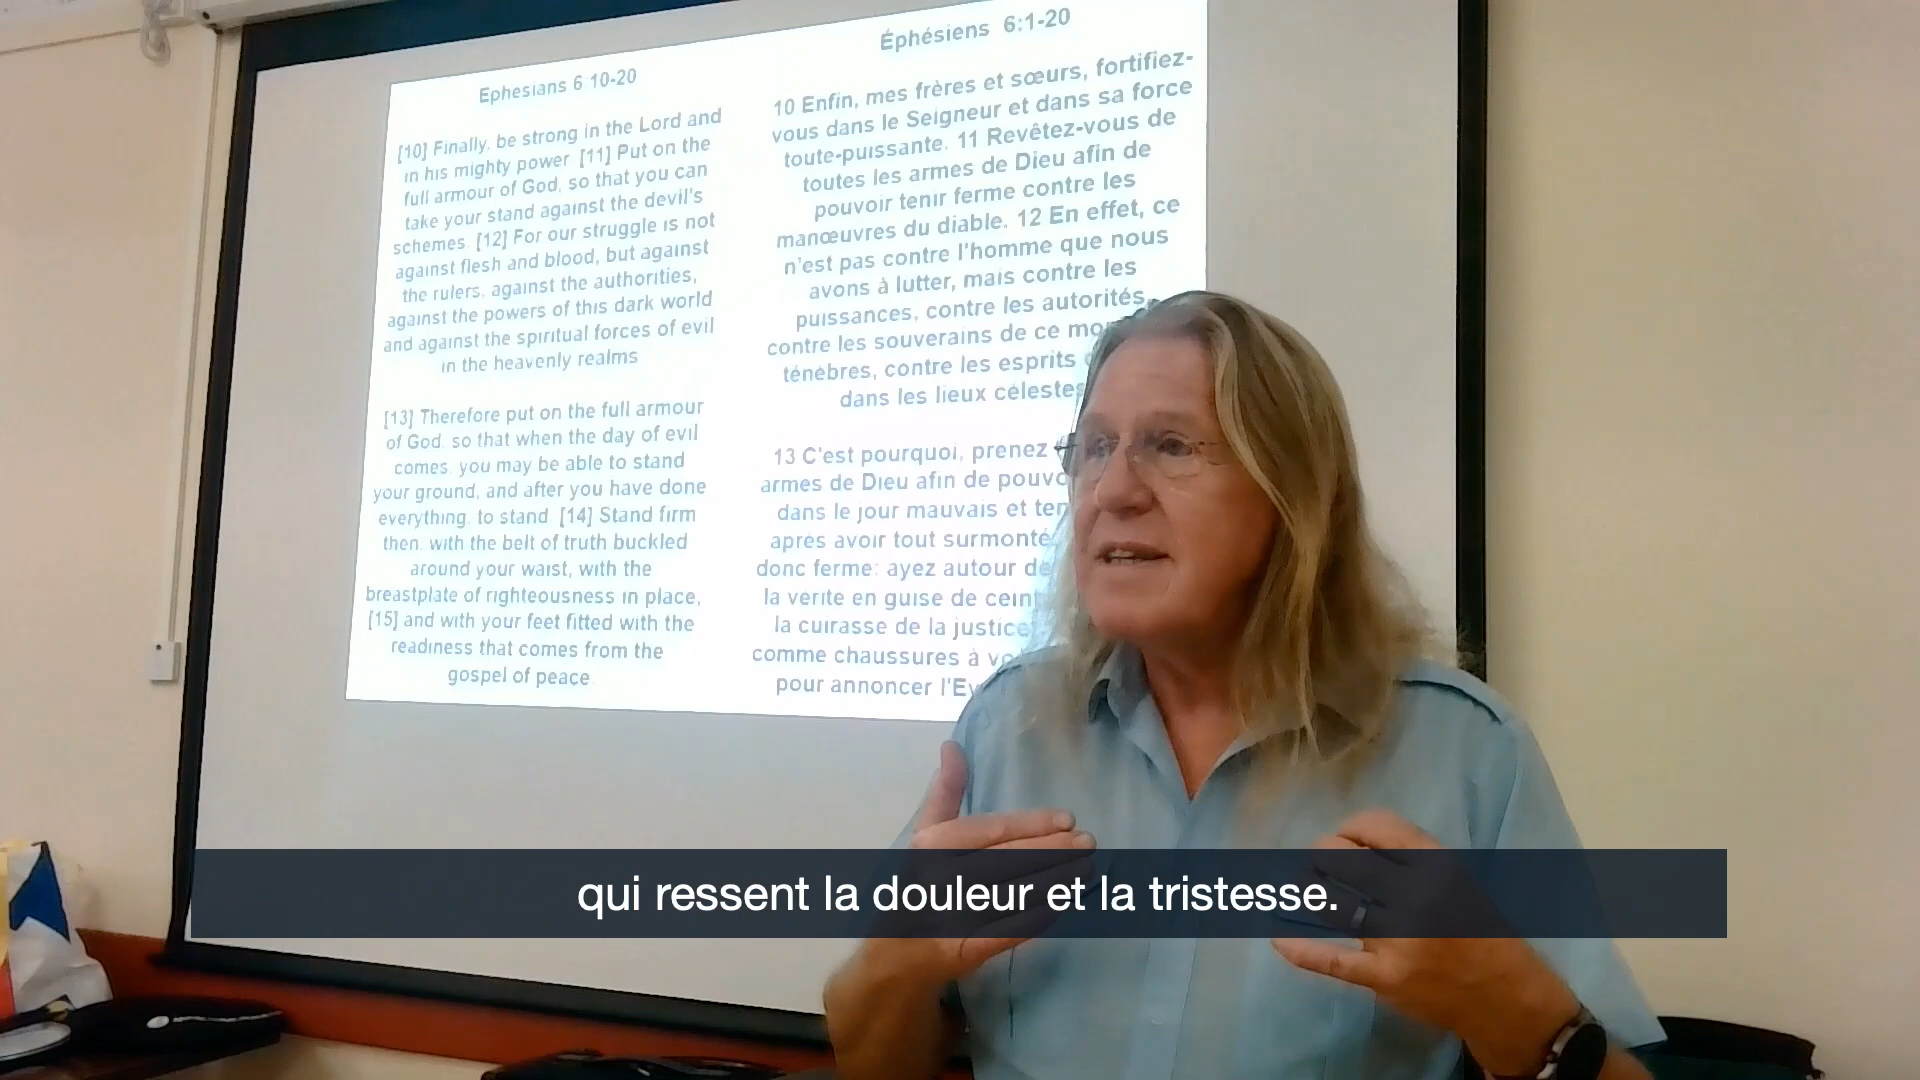 Ephesians 6 10-20
[10] Finally, be strong in the Lord and
in his mighty power [11] Put on the
full armour of God, so that you can
take your stand against the devil's
schemes [12] For our struggle is not
against flesh and blood, but against
the rulers, against the authorities,
against the powers of this dark world
and against the spiritual forces of evil
in the heavenly realms
[13] Therefore put on the full armour
of God, so that when the day of evil
comes, you may be able to stand
your ground, and after you have done
everything, to stand [14] Stand firm
then, with the belt of truth buckled
around your waist, with the
breastplate of righteousness in place,
[15] and with your feet fitted with the
readiness that comes from the
gospel of peace
Éphésiens 6:1-20
10 Enfin, mes frères et sœurs, fortifiez-
vous dans le Seigneur et dans sa force
toute-puissante. 11 Revêtez-vous de
toutes les armes de Dieu afin de
pouvoir tenir ferme contre les
manœuvres du diable. 12 En effet, ce
n'est pas contre l'homme que nous
avons à lutter, mais contre les
puissances, contre les autorités,
contre les souverains de ce
ténèbres, contre les esprits
dans les lieux célestes
13 C'est pourquoi, prenez
armes de Dieu afin de
dans le jour mauvais et
après avoir tout surmonté
donc ferme: ayez autour de
la vérité en guise de
la cuirasse de la justice
comme chaussures à
pour annoncer
qui ressent la douleur et la tristesse.